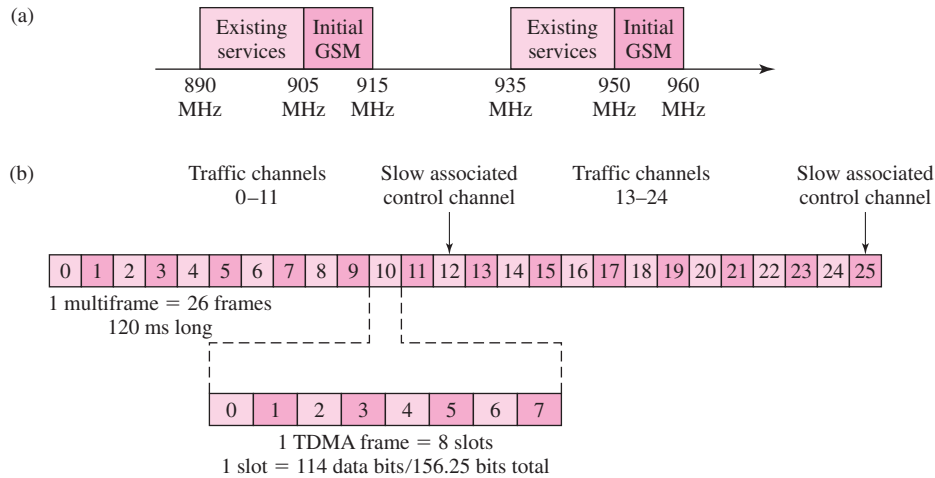 (a)
Existing services
Initial GSM
Existing services
Initial GSM
890 MHz
905 MHz
915 MHz
935 MHz
950 MHz
960 MHz
(b)
Traffic channels 0–11
Slow associated control channel
Traffic channels 13–24
Slow associated control channel
0 1 2 3 4 5 6 7 8 9 10 11 12 13 14 15 16 17 18 19 20 21 22 23 24 25
1 multiframe = 26 frames
120 ms long
0 1 2 3 4 5 6 7
1 TDMA frame = 8 slots
1 slot = 114 data bits/156.25 bits total